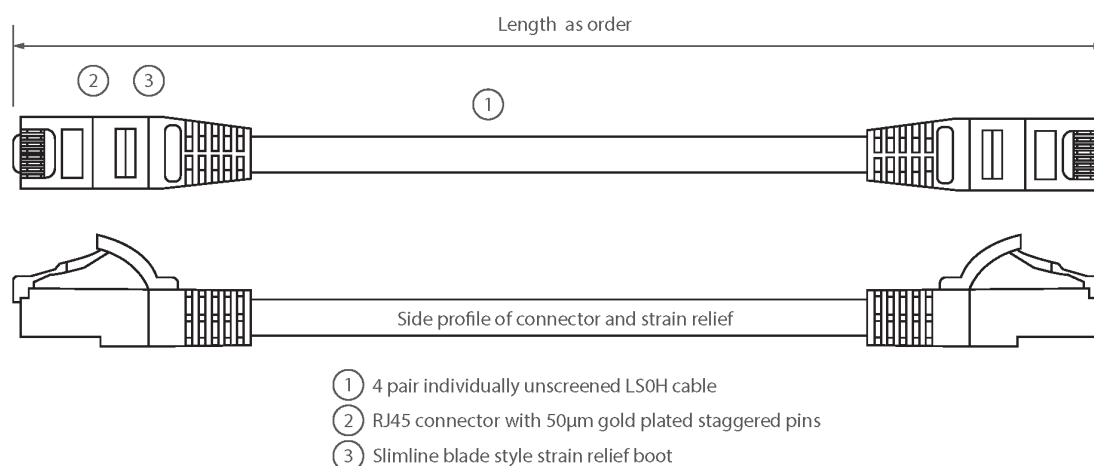 Length as order
2 3
1
Side profile of connector and strain relief
1 4 pair individually unscreened LS0H cable
2 RJ45 connector with 50µm gold plated staggered pins
3 Slimline blade style strain relief boot